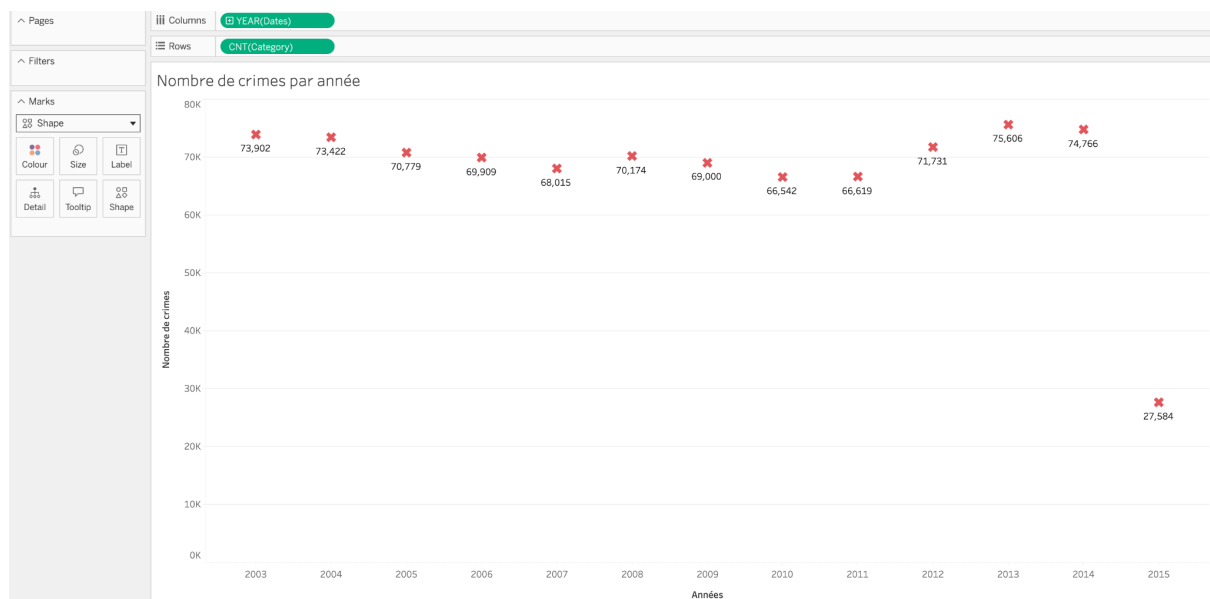 Pages
Columns
YEAR(Dates)
Rows
CNT(Category)
Filters
Marks
Shape
Colour
Size
Label
Detail
Tooltip
Shape
Nombre de crimes par année
80K
70K
60K
50K
40K
30K
20K
10K
0K
Nombre de crimes
73,902
73,422
70,779
69,909
68,015
70,174
69,000
66,542
66,619
71,731
75,606
74,766
27,584
2003 2004 2005 2006 2007 2008 2009 2010 2011 2012 2013 2014 2015
Années